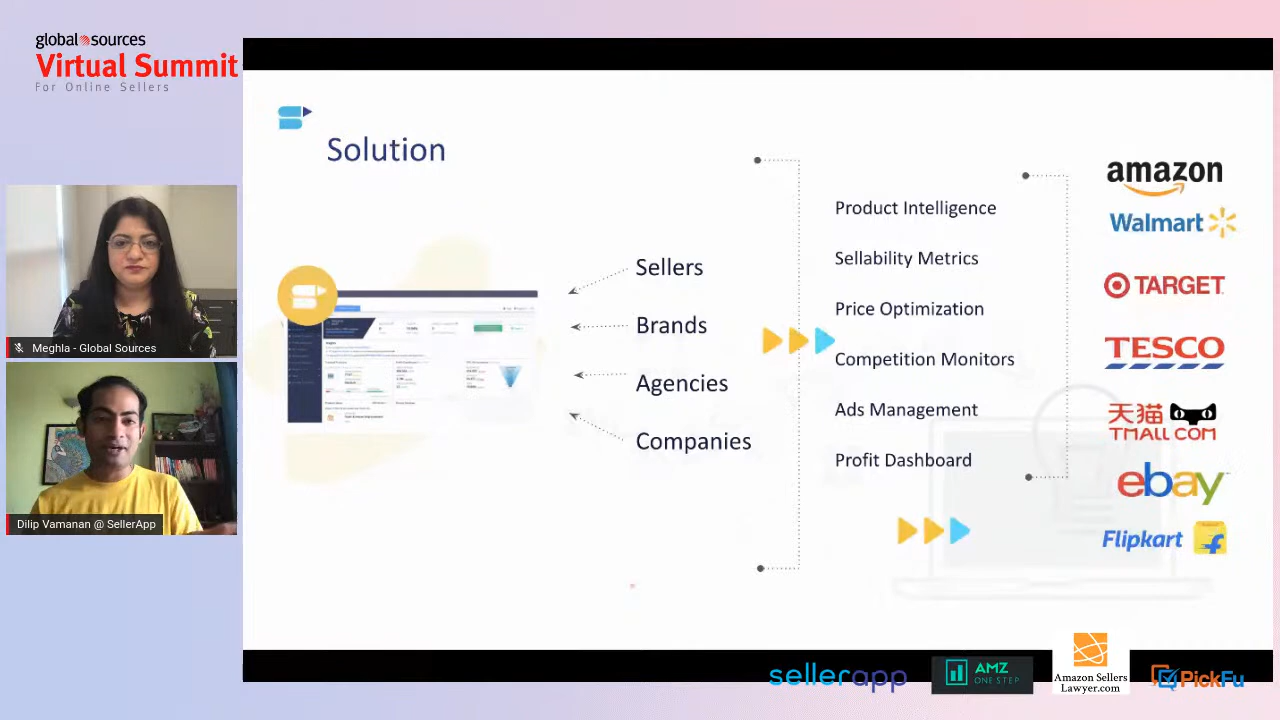 global sources
Virtual Summit
For Online Sellers
Solution
Meghla - Global Sources
Dilip Vamanan @ SellerApp
Sellers
Brands
Agencies
Companies
Product Intelligence
Sellability Metrics
Price Optimization
Competition Monitors
Ads Management
Profit Dashboard
amazon
Walmart
TARGET
TESCO
天猫
TMALL.COM
ebay
Flipkart
sellerapp
AMZ
ONE STEP
Amazon Sellers
Lawyer.com
PickFu